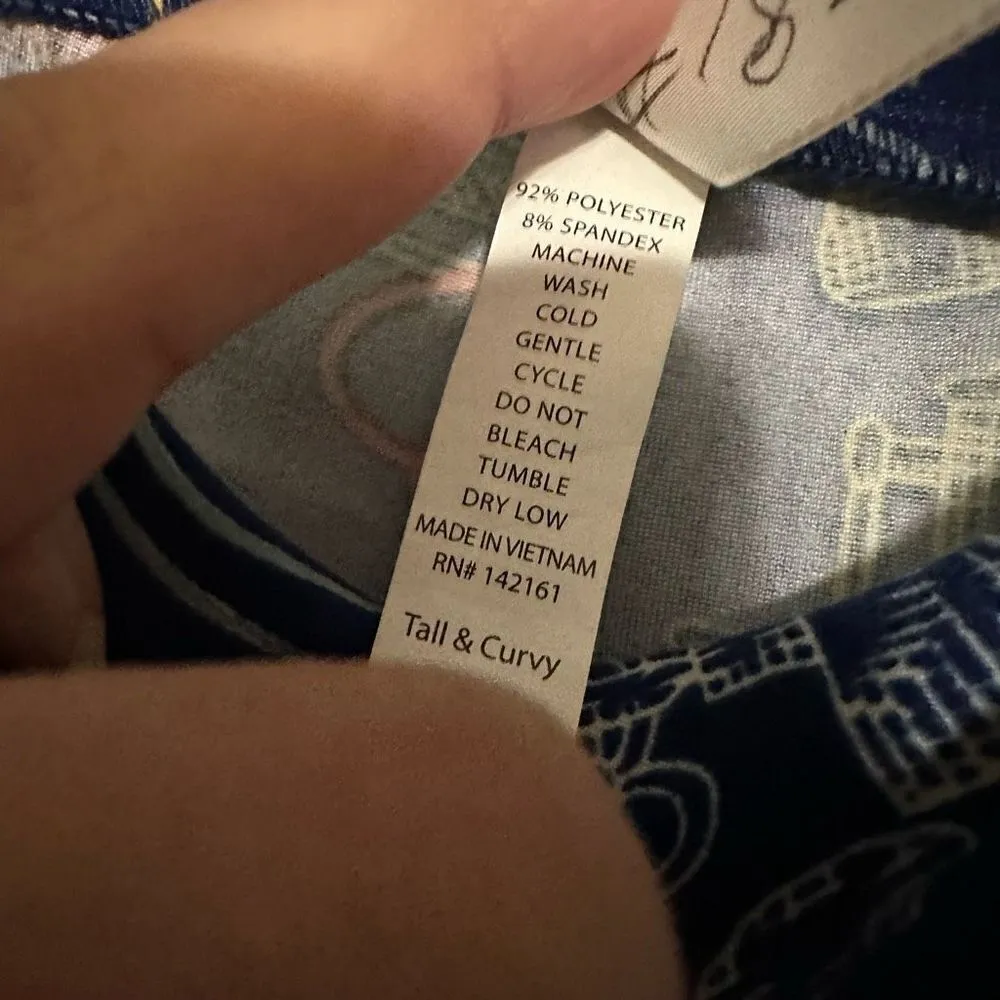 18
92% POLYESTER
8% SPANDEX
MACHINE
WASH
COLD
GENTLE
CYCLE
DO NOT
BLEACH
TUMBLE
DRY LOW
MADE IN VIETNAM
RN# 142161
Tall & Curvy